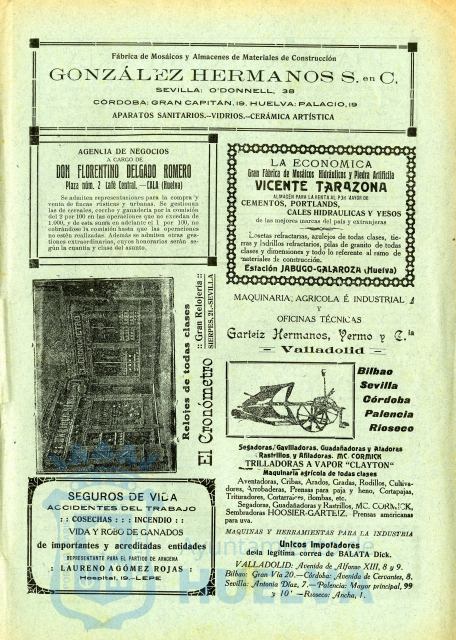 Fábrica de Mosáicos y Almacenes de Materiales de Construcción
GONZÁLEZ HERMANOS S. en C.
SEVILLA: O'DONNELL, 38
CÓRDOBA: GRAN CAPITÁN, 19. HUELVA: PALACIO, 19
APARATOS SANITARIOS.—VIDRIOS.—CERÁMICA ARTÍSTICA
AGENCIA DE NEGOCIOS
A CARGO DE
DON FLORENTINO DELGADO ROMERO
Plaza núm. 2 Café Central. — CALA (Huelva)
Se admiten representaciones para la compra y
venta de fincas rústicas y urbanas. Se gestionan
las de cereales, corcho y ganadería por la comisión
del 2 por 100 en las operaciones que no excedan de
1.000, y de esta suma en adelante el 1 por 100, no
cobrándose la comisión hasta que las operaciones
no estén realizadas. Además se admiten otras ges-
tiones extraordinarias, cuyos honorarios serán se-
gún la cuantía y clase del asunto.
LA ECONOMICA
Gran Fábrica de Mosáicos Hidráulicos y Piedra Artificila
VICENTE TARAZONA
ALMACEN PARA LA VENTA AL POR MAYOR DE
CEMENTOS, PORTLANDS,
CALES HIDRAULICAS Y YESOS
de las mejores marcas del país y extranjeras
Losetas refractarias, azulejos de todas clases, tie-
rras y ladrillos refractarios, pilas de granito de todas
clases y dimensiones y todo lo referente al ramo de
materiales de construcción.
Estación JABUGO-GALAROZA (Huelva)
Relojes de todas clases
El Cronómetro
:: Gran Relojería ::
SIERPES, 21.-SEVILLA
MAQUINARIA AGRICOLA É INDUSTRIAL
Y
OFICINAS TÉCNICAS
Garteiz Hermanos, Yermo y C.ia
— Valladolid —
Bilbao
Sevilla
Córdoba
Palencia
Rioseco
Segadoras/Gavilladoras, Guadañadoras y Atadoras
Rastrillos, y Afiladoras. MC. CORMICK
TRILLADORAS A VAPOR "CLAYTON"
Maquinaria agrícola de todas clases
Aventadoras, Cribas, Arados, Gradas, Rodillos, Cultiva-
dores, Arrobaderas, Prensas para paja y heno, Cortapajas,
Trituradores, Cortarraíces, Bombas, etc.
Segadoras, Guadañadoras y Rastrillos, MC. CORMICK,
Sembradoras HOOSIER-GARTEIZ. Prensas americanas
para uva.
MAQUINAS Y HERRAMIENTAS PARA LA INDUSTRIA
Unicos Impotadores
de la legítima correa de BALATA Dick.
VALLADOLID: Avenida de Alfonso XIII, 8 y 9.
Bilbao: Gran Vía 20.—Córdoba: Avenida de Cervantes, 8.
Sevilla: Antonia Díaz, 7.—Palencia: Mayor principal, 99
y 10'—Rioseco: Ancha, 1.
SEGUROS DE VIDA
ACCIDENTES DEL TRABAJO
:: COSECHAS :::: INCENDIO ::
VIDA Y ROBO DE GANADOS
de importantes y acreditadas entidades
REPRESENTANTE PARA EL PARTIDO DE ARACENA
: LAURENO AGÓMEZ ROJAS :
Hospital, 19.—LEPE